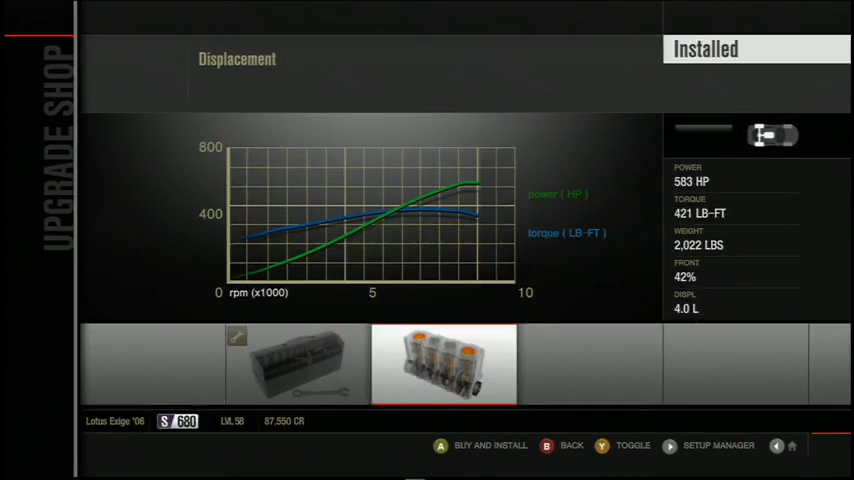 UPGRADE SHOP
Displacement
Installed
800
400
0 rpm (x1000) 5 10
power ( HP )
torque ( LB-FT )
POWER
583 HP
TORQUE
421 LB-FT
WEIGHT
2,022 LBS
FRONT
42%
DISPL
4.0 L
Lotus Exige '06 S 680 LVL 58 87,550 CR
A BUY AND INSTALL B BACK Y TOGGLE SETUP MANAGER